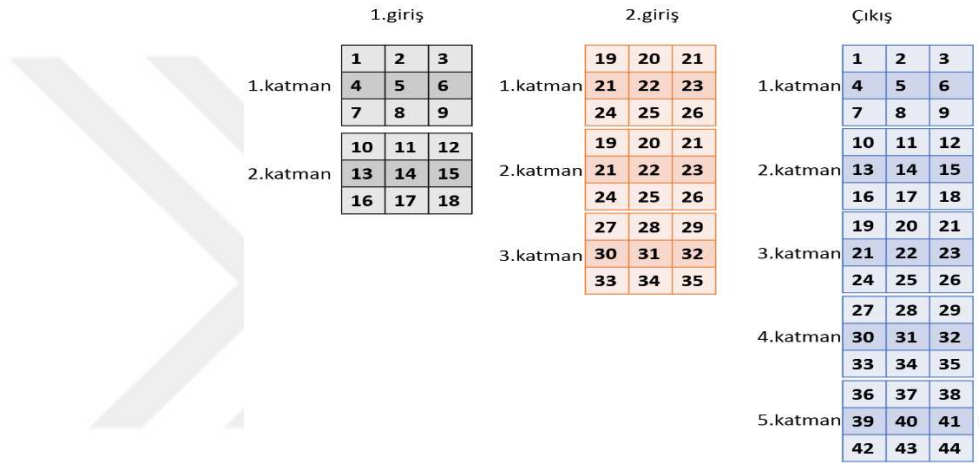 1.giriş 2.giriş Çıkış
1.katman
1 2 3
4 5 6
7 8 9
2.katman
10 11 12
13 14 15
16 17 18
1.katman
19 20 21
21 22 23
24 25 26
2.katman
19 20 21
21 22 23
24 25 26
3.katman
27 28 29
30 31 32
33 34 35
1.katman
1 2 3
4 5 6
7 8 9
2.katman
10 11 12
13 14 15
16 17 18
3.katman
19 20 21
21 22 23
24 25 26
4.katman
27 28 29
30 31 32
33 34 35
5.katman
36 37 38
39 40 41
42 43 44